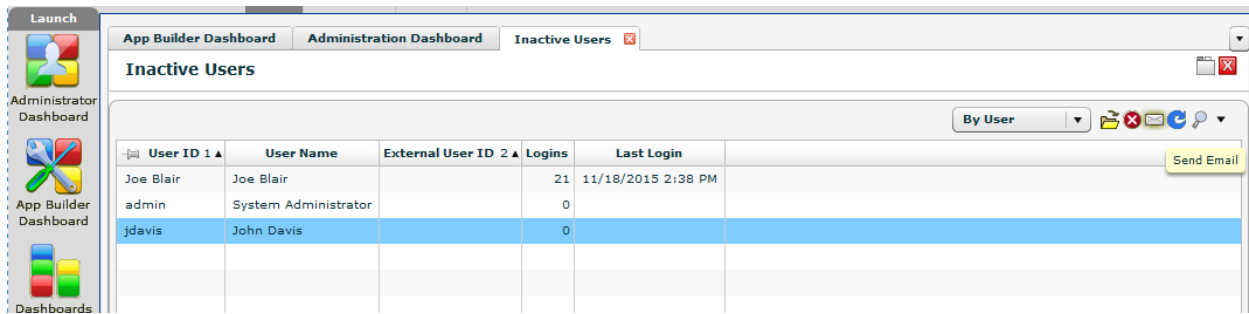 Launch
Administrator
Dashboard
App Builder
Dashboard
Dashboards
App Builder Dashboard Administration Dashboard Inactive Users
Inactive Users
By User
Send Email
User ID 1 User Name External User ID 2 Logins Last Login
Joe Blair Joe Blair 21 11/18/2015 2:38 PM
admin System Administrator 0
jdavis John Davis 0